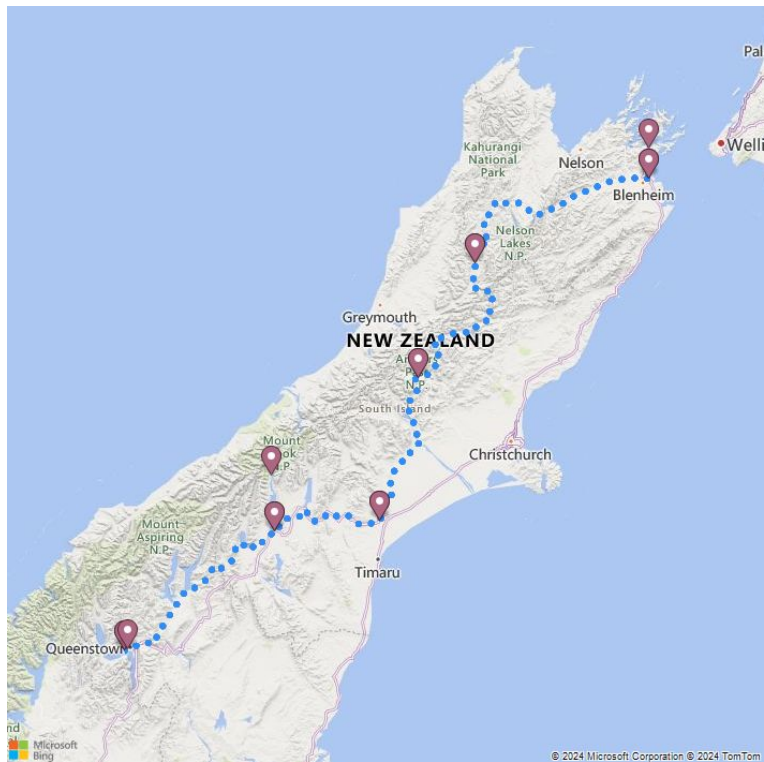 Pal
Welli
Kahurangi
National
Park
Nelson
Blenheim
Nelson
Lakes
N.P.
Greymouth
NEW ZEALAND
N.P.
South Island
Christchurch
Mount
N.P.
Mount
Aspiring
N.P.
Timaru
Queenstown
nd
Microsoft
Bing
© 2024 Microsoft Corporation © 2024 TomTom